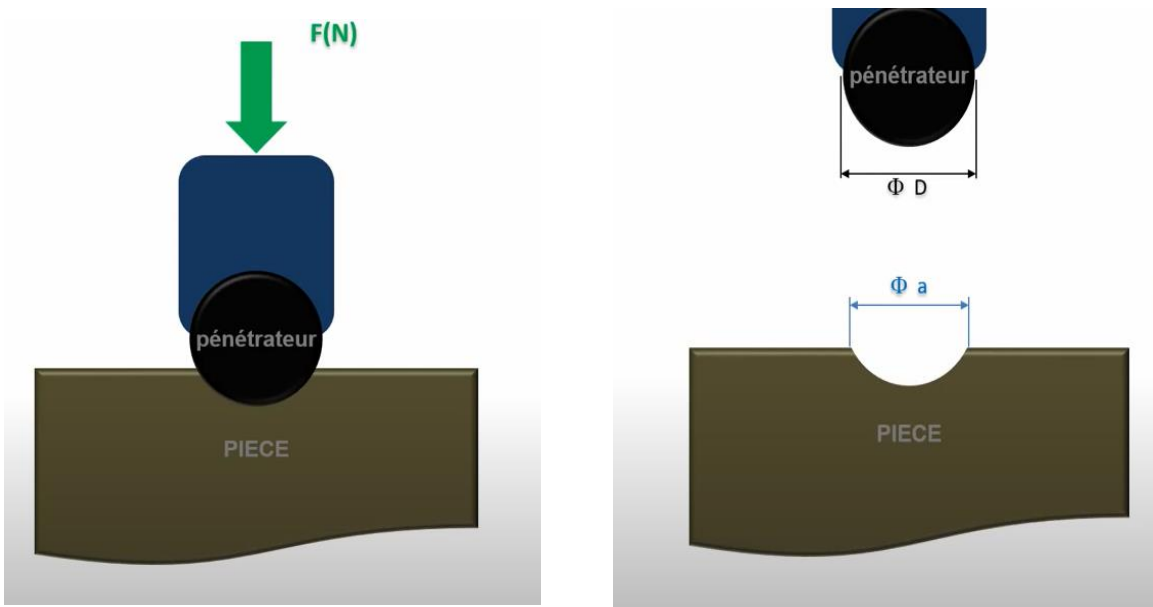 F(N)
pénétrateur
PIECE
pénétrateur
Φ D
Φ a
PIECE